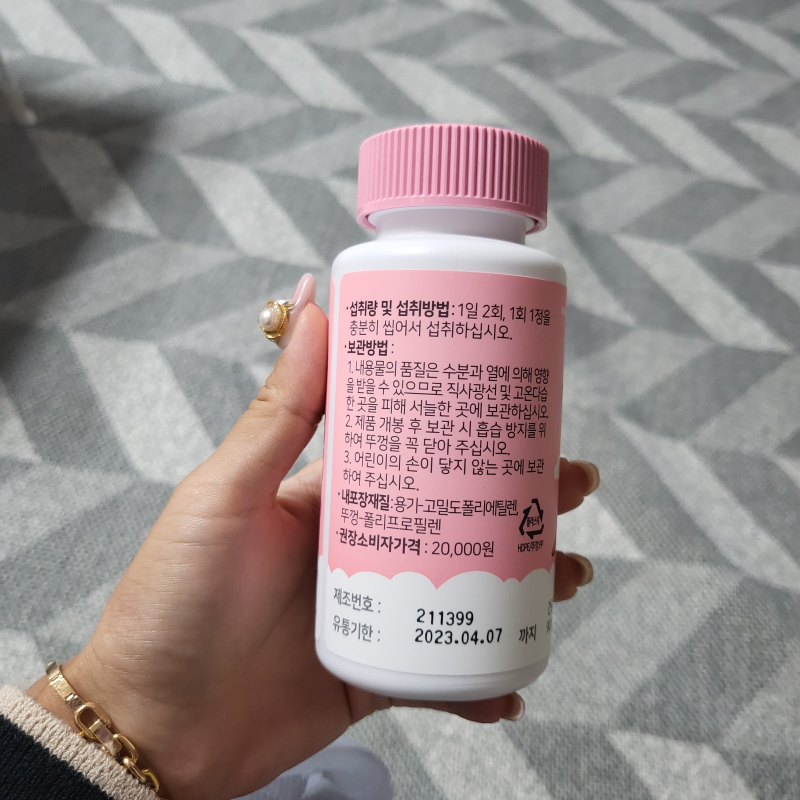 ·섭취량 및 섭취방법 : 1일 2회, 1회 1정을
충분히 씹어서 섭취하십시오.
·보관방법 :
1. 내용물의 품질은 수분과 열에 의해 영향
을 받을 수 있으므로 직사광선 및 고온다습
한 곳을 피해 서늘한 곳에 보관하십시오.
2. 제품 개봉 후 보관 시 흡습 방지를 위
하여 뚜껑을 꼭 닫아 주십시오.
3. 어린이의 손이 닿지 않는 곳에 보관
하여 주십시오.
·내포장재질:용기-고밀도폴리에틸렌,
뚜껑-폴리프로필렌
플라스틱
·권장소비자가격 : 20,000원
제조번호 : 211399
유통기한 : 2023.04.07 까지